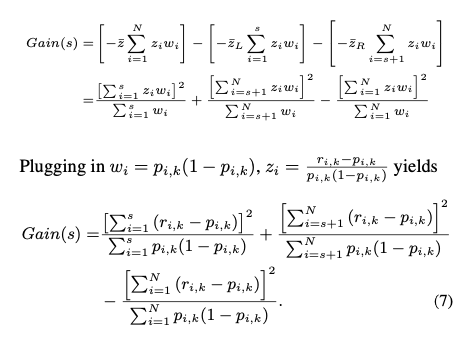 Gain(s) = [-z̄ ∑_{i=1}^{N} z_i w_i] - [-z̄_L ∑_{i=1}^{s} z_i w_i] - [-z̄_R ∑_{i=s+1}^{N} z_i w_i]
= [∑_{i=1}^{s} z_i w_i]^2 / ∑_{i=1}^{s} w_i + [∑_{i=s+1}^{N} z_i w_i]^2 / ∑_{i=s+1}^{N} w_i - [∑_{i=1}^{N} z_i w_i]^2 / ∑_{i=1}^{N} w_i
Plugging in w_i = p_{i,k}(1 - p_{i,k}), z_i = (r_{i,k} - p_{i,k}) / (p_{i,k}(1 - p_{i,k})) yields
Gain(s) = [∑_{i=1}^{s} (r_{i,k} - p_{i,k})]^2 / ∑_{i=1}^{s} p_{i,k}(1 - p_{i,k}) + [∑_{i=s+1}^{N} (r_{i,k} - p_{i,k})]^2 / ∑_{i=s+1}^{N} p_{i,k}(1 - p_{i,k})
- [∑_{i=1}^{N} (r_{i,k} - p_{i,k})]^2 / ∑_{i=1}^{N} p_{i,k}(1 - p_{i,k}). (7)